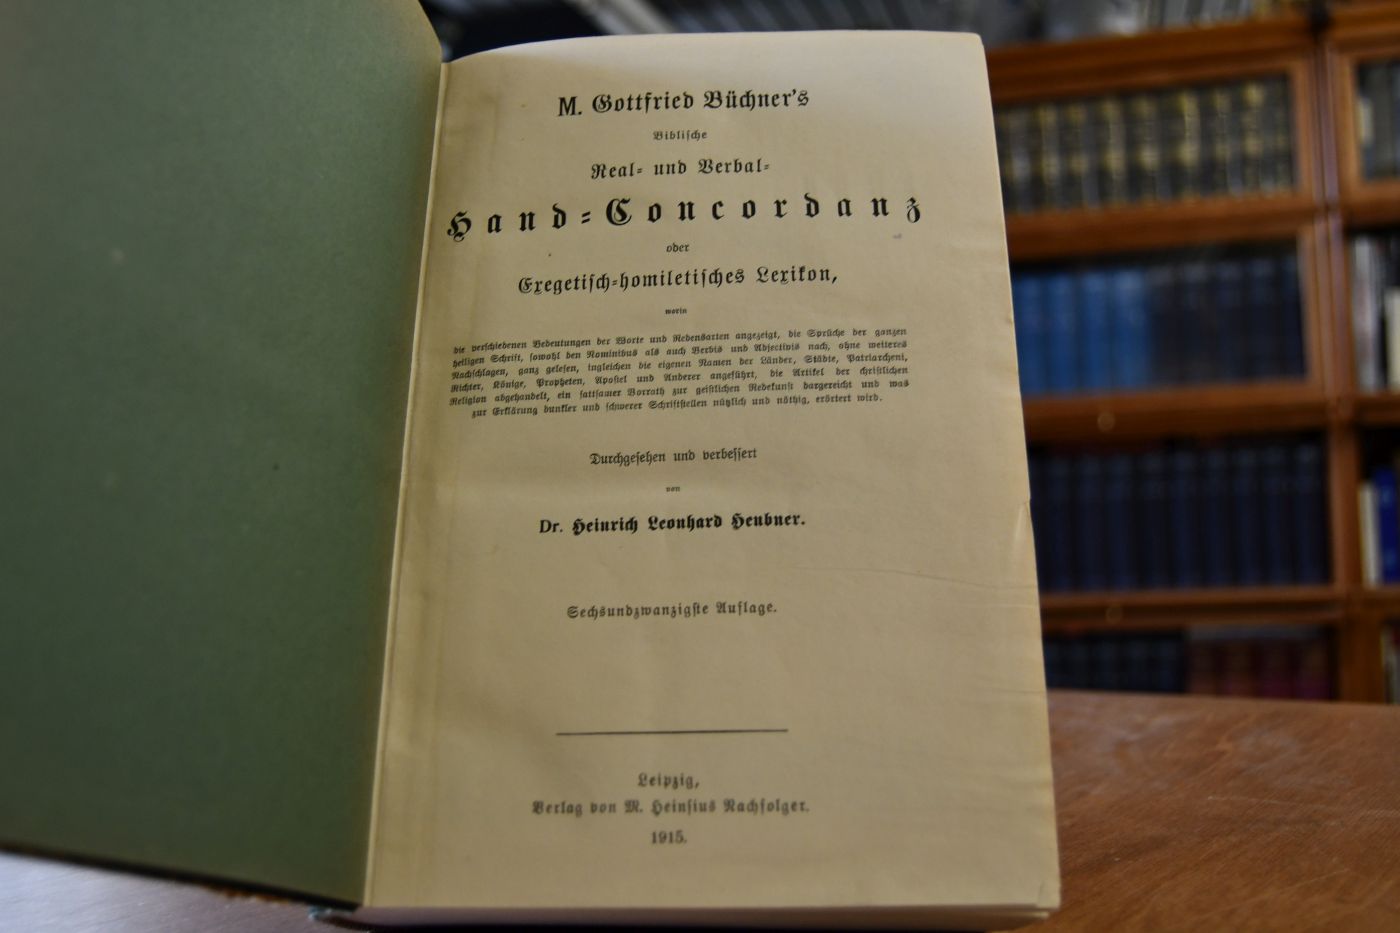 M. Gottfried Büchner's
Biblische
Real- und Verbal-
Hand-Concordanz
oder
Exegetisch-homiletisches Lexikon,
worin
die verschiedenen Bedeutungen der Worte und Redensarten angezeigt, die Sprüche der ganzen
heiligen Schrift, sowohl den Nominibus als auch Verbis und Adjectivis nach, ohne weiteres
Nachschlagen, ganz gelesen, ingleichen die eigenen Namen der Länder, Städte, Patriarchen,
Richter, Könige, Propheten, Apostel und Anderer angeführt, die Artikel der christlichen
Religion abgehandelt, ein sattsamer Vorrath zur geistlichen Redekunst dargereicht und was
zur Erklärung dunkler und schwerer Schriftstellen nützlich und nöthig, erörtert wird.
Durchgesehen und verbessert
von
Dr. Heinrich Leonhard Heubner.
Sechsundzwanzigste Auflage.
Leipzig,
Verlag von M. Heinsius Nachfolger.
1915.